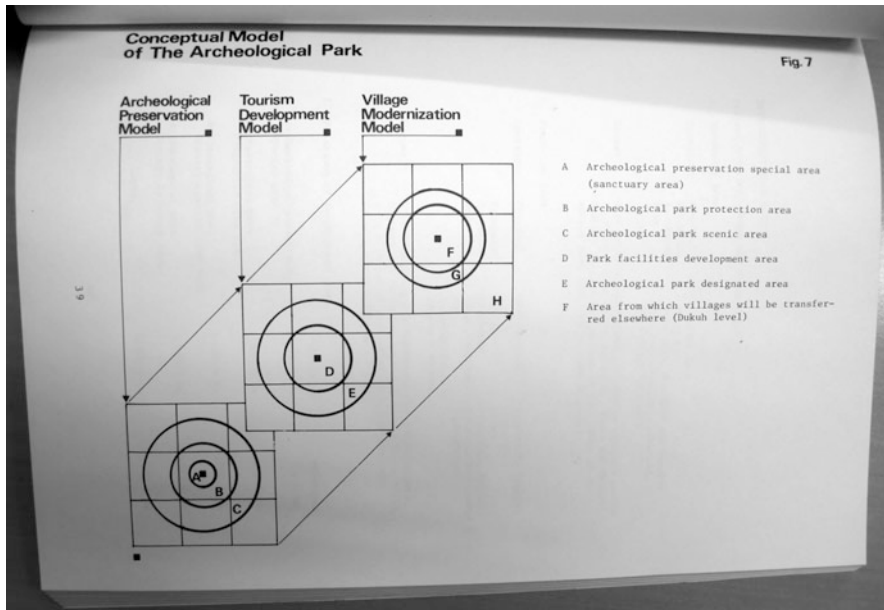 Conceptual Model
of The Archeological Park
Fig.7
Archeological
Preservation
Model
Tourism
Development
Model
Village
Modernization
Model
A Archeological preservation special area
(sanctuary area)
B Archeological park protection area
C Archeological park scenic area
D Park facilities development area
E Archeological park designated area
F Area from which villages will be transfer-
red elsewhere (Dukuh level)
F
G
H
D
E
A
B
C
39